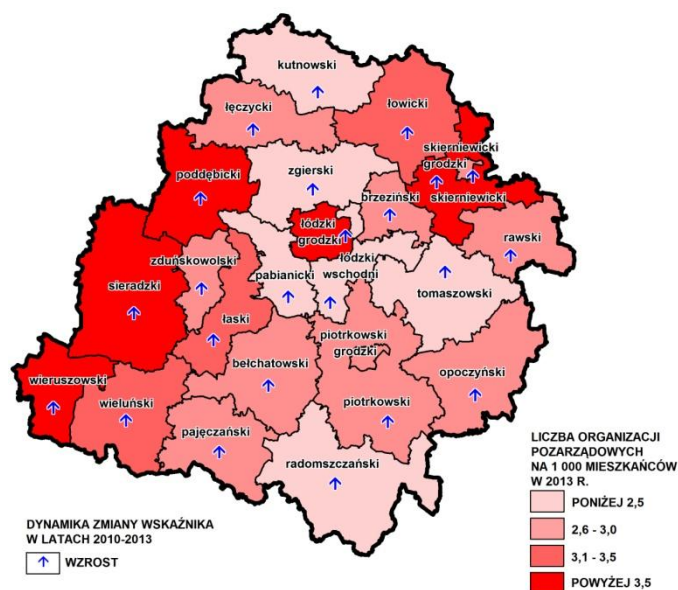 kutnowski
łęczycki
łowicki
skierniewicki
grodzki
skierniewicki
poddębicki
zgierski
brzeziński
łódzki
grodzki
rawski
zduńskowolski
pabianicki
łódzki
wschodni
sieradzki
tomaszowski
łaski
piotrkowski
grodzki
bełchatowski
opoczyński
wieruszowski
wieluński
piotrkowski
pajęczański
radomszczański
LICZBA ORGANIZACJI
POZARZĄDOWYCH
NA 1 000 MIESZKAŃCÓW
W 2013 R.
PONIŻEJ 2,5
2,6 - 3,0
3,1 - 3,5
POWYŻEJ 3,5
DYNAMIKA ZMIANY WSKAŹNIKA
W LATACH 2010-2013
WZROST